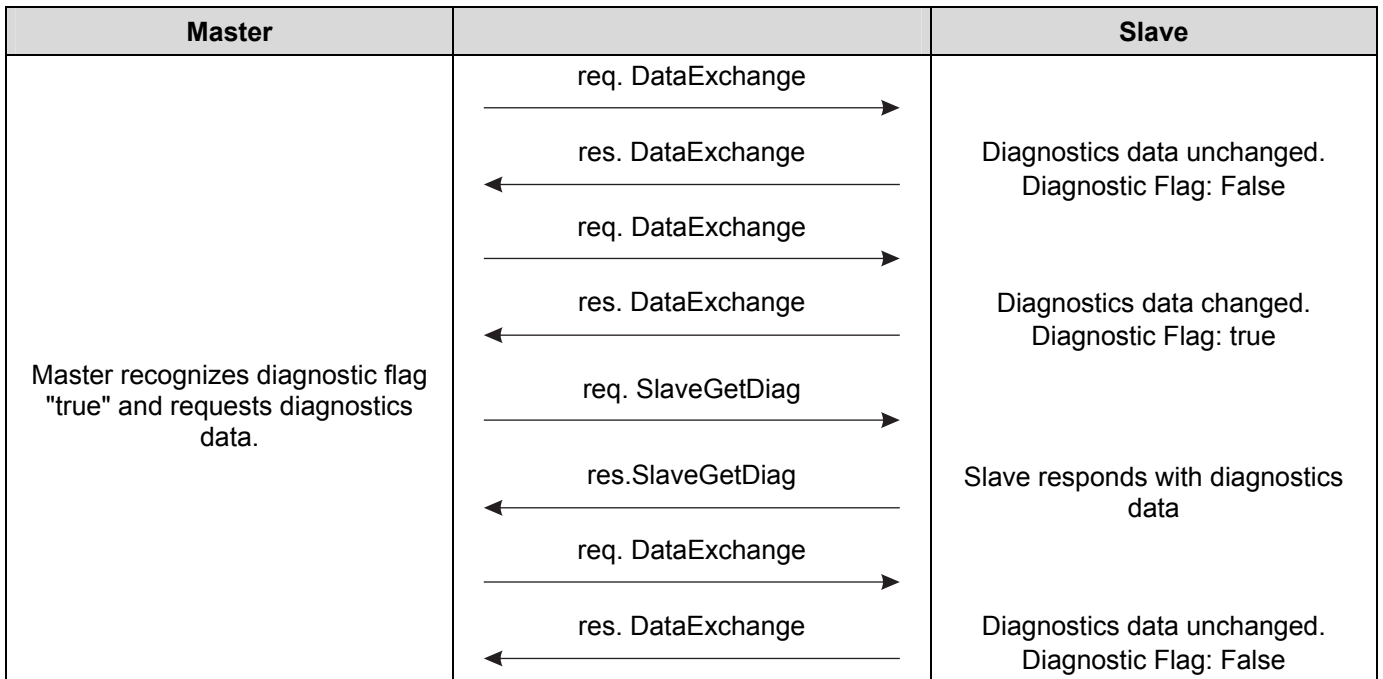 Master
Slave
req. DataExchange
res. DataExchange
Diagnostics data unchanged.
Diagnostic Flag: False
req. DataExchange
res. DataExchange
Diagnostics data changed.
Diagnostic Flag: true
Master recognizes diagnostic flag
"true" and requests diagnostics
data.
req. SlaveGetDiag
res.SlaveGetDiag
Slave responds with diagnostics
data
req. DataExchange
res. DataExchange
Diagnostics data unchanged.
Diagnostic Flag: False